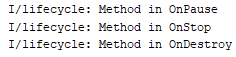 I/lifecycle: Method in OnPause
I/lifecycle: Method in OnStop
I/lifecycle: Method in OnDestroy